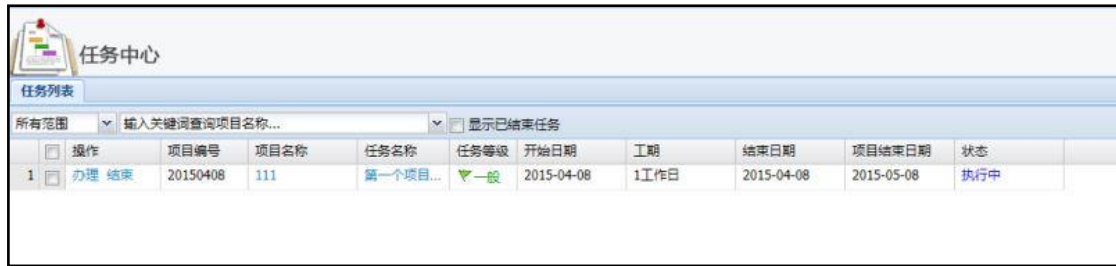 任务中心
任务列表
所有范围 输入关键词查询项目名称... 显示已结束任务
操作 项目编号 项目名称 任务名称 任务等级 开始日期 工期 结束日期 项目结束日期 状态
1 办理 结束 20150408 111 第一个项目... 一般 2015-04-08 1工作日 2015-04-08 2015-05-08 执行中